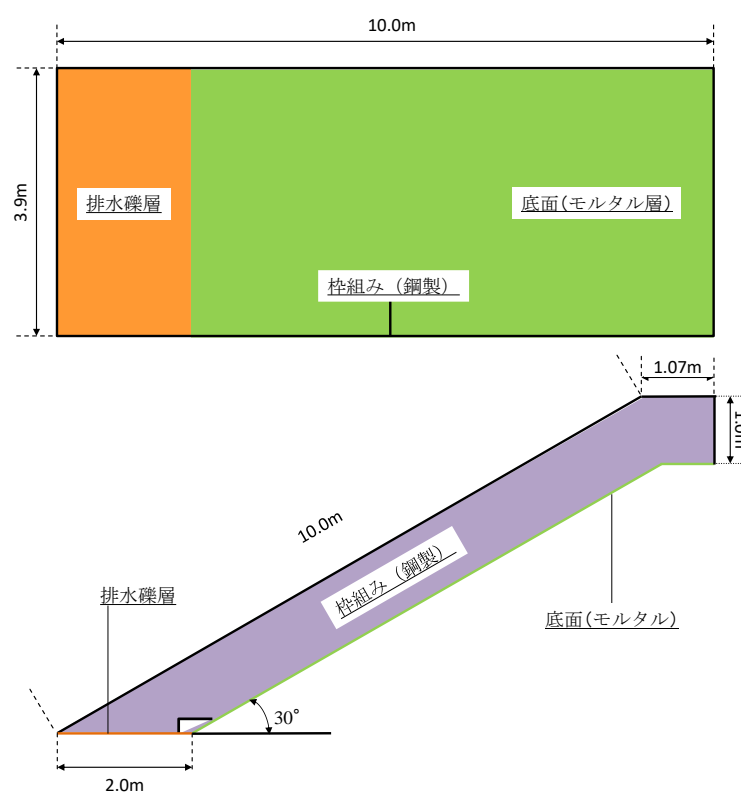 10.0m
3.9m
排水礫層
底面(モルタル層)
枠組み（鋼製）
1.07m
1.0m
10.0m
枠組み（鋼製）
排水礫層
底面(モルタル)
30°
2.0m